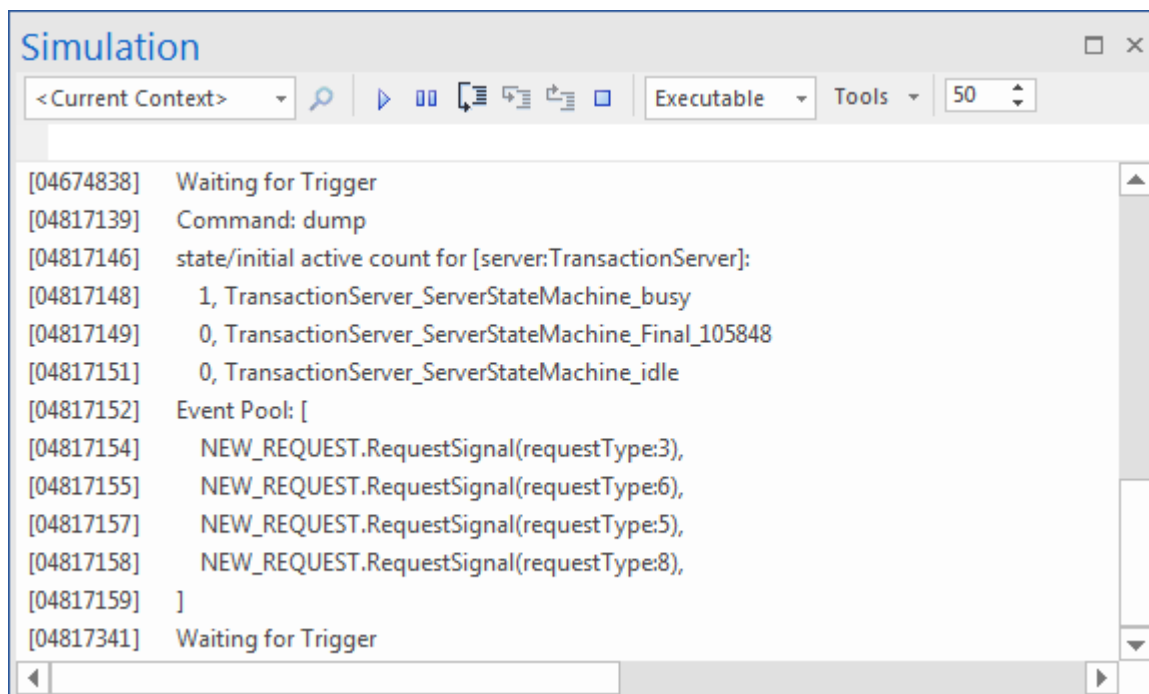 Simulation
<Current Context> Executable Tools 50
[04674838] Waiting for Trigger
[04817139] Command: dump
[04817146] state/initial active count for [server:TransactionServer]:
[04817148] 1, TransactionServer_ServerStateMachine_busy
[04817149] 0, TransactionServer_ServerStateMachine_Final_105848
[04817151] 0, TransactionServer_ServerStateMachine_idle
[04817152] Event Pool: [
[04817154] NEW_REQUEST.RequestSignal(requestType:3),
[04817155] NEW_REQUEST.RequestSignal(requestType:6),
[04817157] NEW_REQUEST.RequestSignal(requestType:5),
[04817158] NEW_REQUEST.RequestSignal(requestType:8),
[04817159] ]
[04817341] Waiting for Trigger